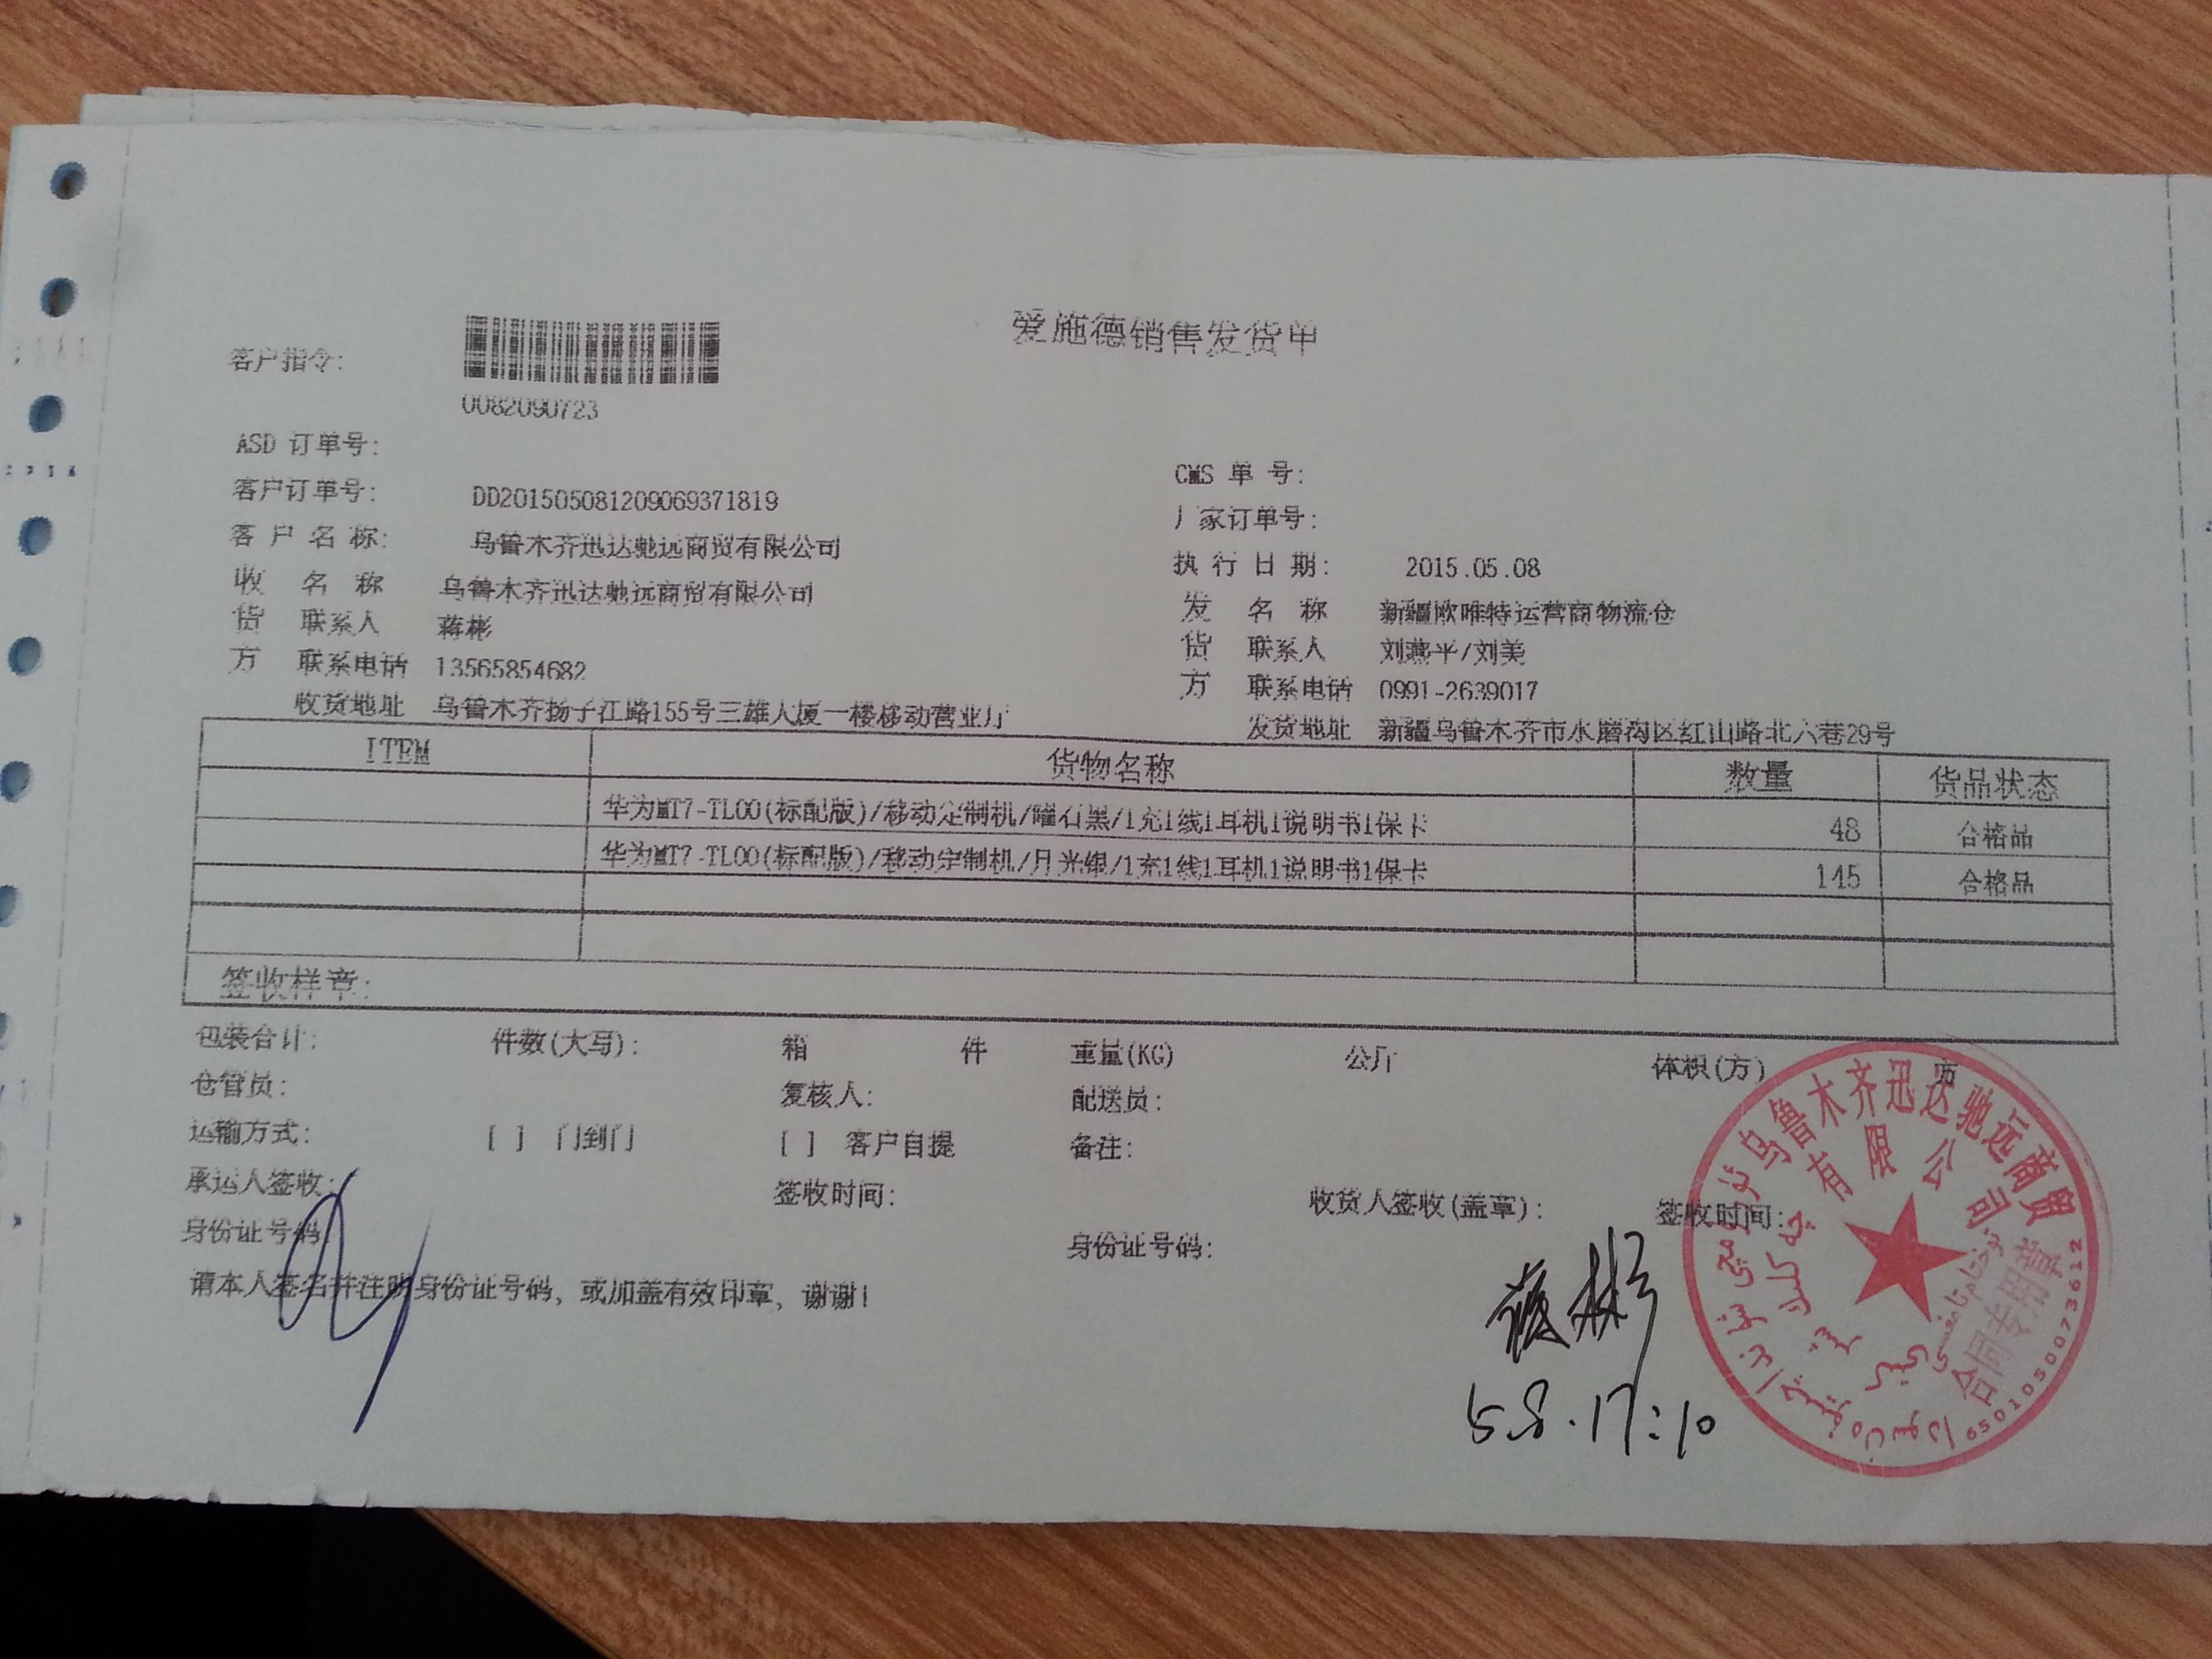 爱施德销售发货单
客户指令:
0082090723
ASD 订单号:
CMS 单 号:
客户订单号: DD20150508120906937​1819
厂家订单号:
客 户 名 称: 乌鲁木齐迅达驰远商贸有限公司
执 行 日 期: 2015.05.08
收 名 称 乌鲁木齐迅达驰远商贸有限公司
发 名 称 新疆欧唯特运营商物流仓
货 联系人 蒋彬
货 联系人 刘燕平/刘美
方 联系电话 13565854682
方 联系电话 0991-2639017
收货地址 乌鲁木齐扬子江路155号三雄大厦一楼移动营业厅
发货地址 新疆乌鲁木齐市水磨沟区红山路北六巷29号
ITEM 货物名称 数量 货品状态
华为MT7-TL00(标配版)/移动定制机/曜石黑/1充1线1耳机1说明书1保卡 48 合格品
华为MT7-TL00(标配版)/移动定制机/月光银/1充1线1耳机1说明书1保卡 145 合格品
签收样章:
包装合计: 件数(大写): 箱 件 重量(KG) 公斤 体积(方) 方
仓管员: 复核人: 配送员:
运输方式: [ ] 门到门 [ ] 客户自提 备注:
承运人签收: 签收时间: 收货人签收(盖章): 签收时间:
身份证号码 身份证号码:
请本人签名并注明身份证号码、或加盖有效印章、谢谢!
蒋彬
5.8.17:10
乌鲁木齐迅达驰远商贸
有限公司
合同专用章
6501050073612